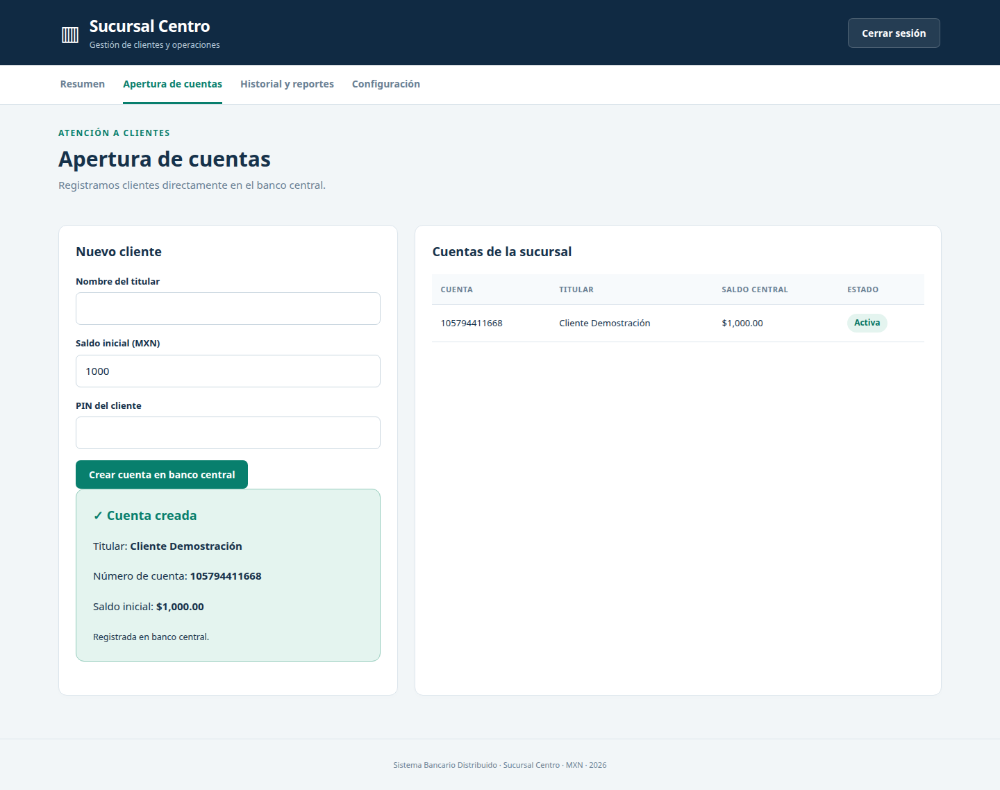 Sucursal Centro
Gestión de clientes y operaciones
Cerrar sesión
Resumen
Apertura de cuentas
Historial y reportes
Configuración
ATENCIÓN A CLIENTES
Apertura de cuentas
Registramos clientes directamente en el banco central.
Nuevo cliente
Nombre del titular
Saldo inicial (MXN)
1000
PIN del cliente
Crear cuenta en banco central
✓ Cuenta creada
Titular: Cliente Demostración
Número de cuenta: 105794411668
Saldo inicial: $1,000.00
Registrada en banco central.
Cuentas de la sucursal
CUENTA TITULAR SALDO CENTRAL ESTADO
105794411668 Cliente Demostración $1,000.00 Activa
Sistema Bancario Distribuido · Sucursal Centro · MXN · 2026